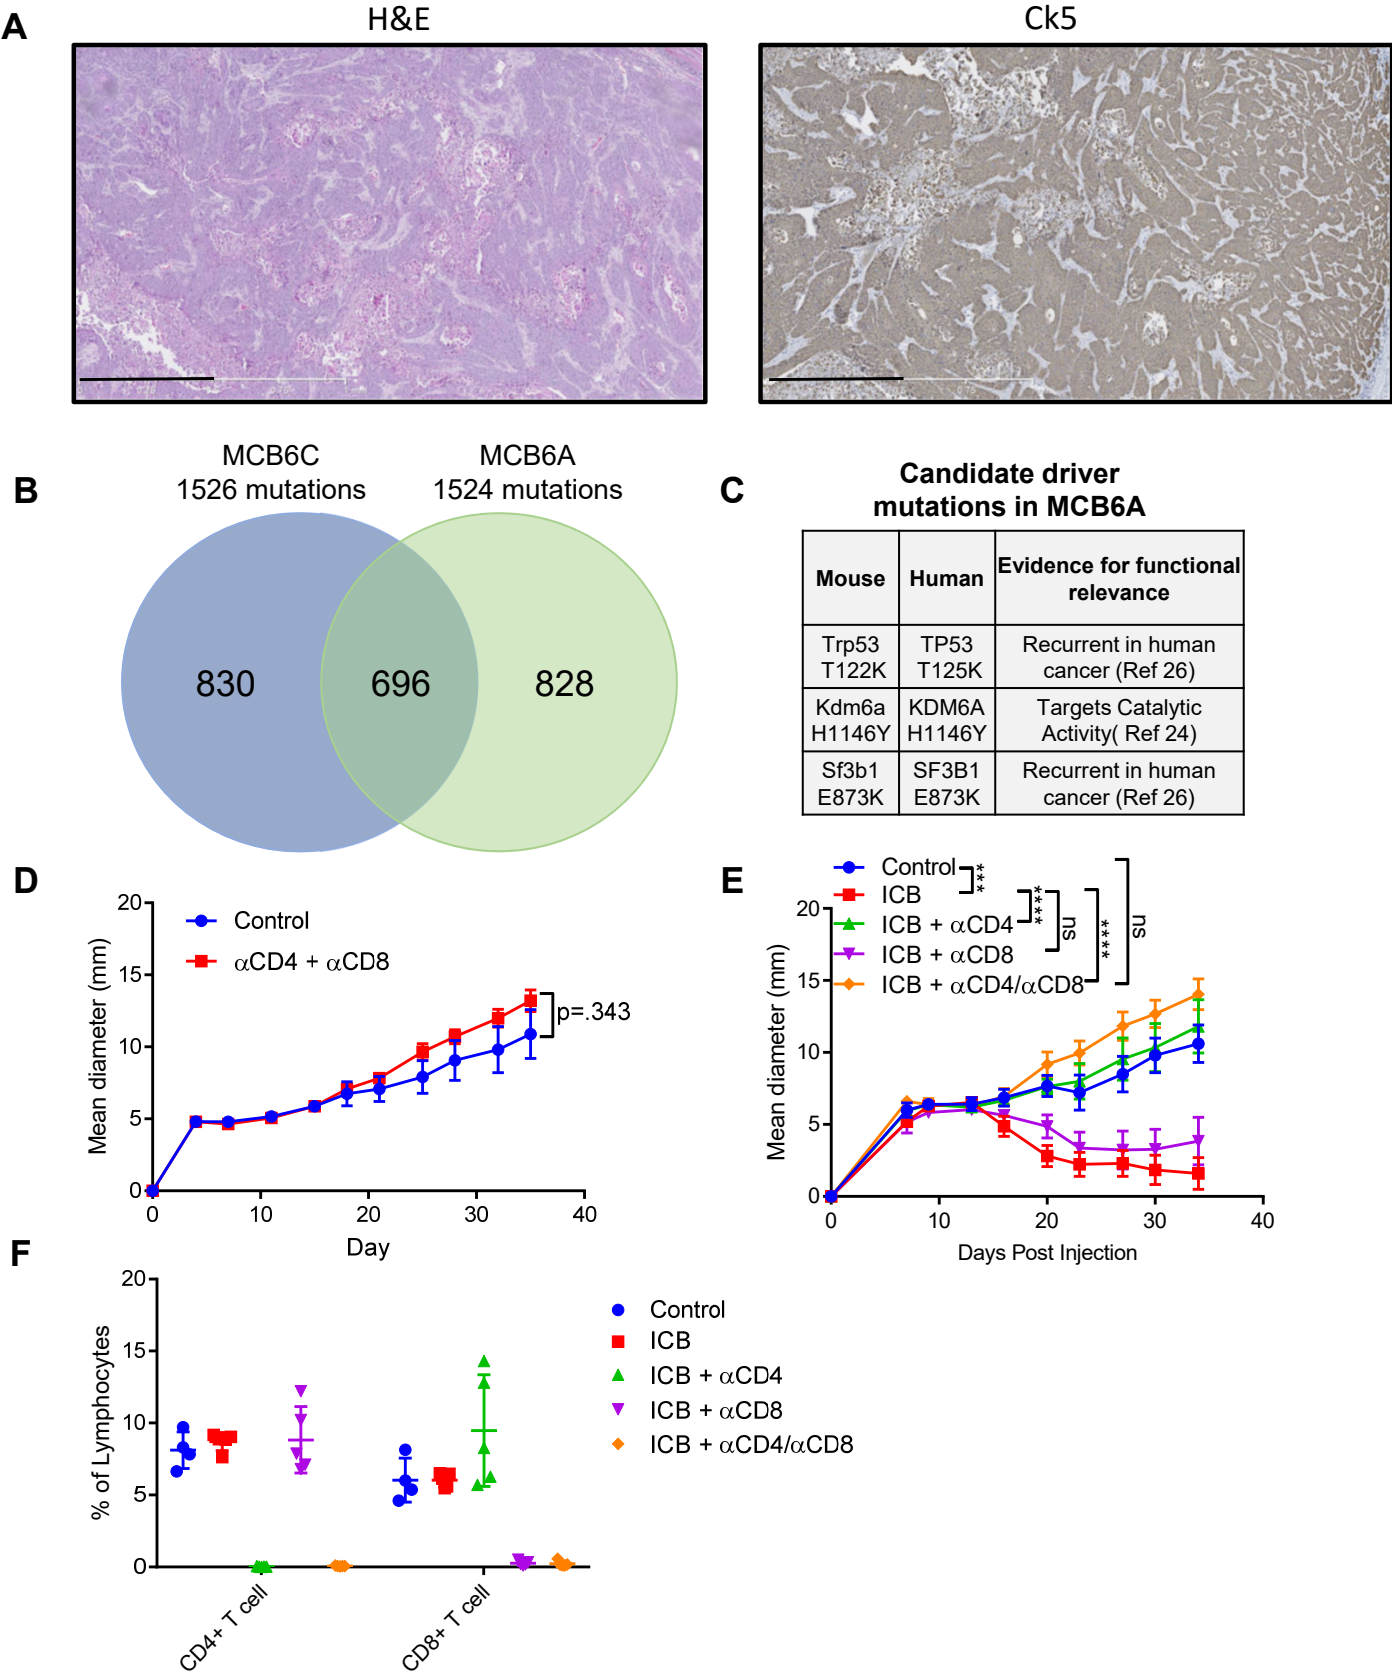 A
H&E
Ck5
B
MCB6C
1526 mutations
MCB6A
1524 mutations
830
696
828
C
Candidate driver
mutations in MCB6A
Mouse
Human
Evidence for functional
relevance
Trp53
T122K
TP53
T125K
Recurrent in human
cancer (Ref 26)
Kdm6a
H1146Y
KDM6A
H1146Y
Targets Catalytic
Activity( Ref 24)
Sf3b1
E873K
SF3B1
E873K
Recurrent in human
cancer (Ref 26)
D
Control
αCD4 + αCD8
p=.343
Mean diameter (mm)
20
15
10
5
0
0
10
20
30
40
Day
E
Control
ICB
ICB + αCD4
ICB + αCD8
ICB + αCD4/αCD8
***
****
ns
****
ns
Mean diameter (mm)
20
15
10
5
0
0
10
20
30
40
Days Post Injection
F
% of Lymphocytes
20
15
10
5
0
CD4+ T cell
CD8+ T cell
Control
ICB
ICB + αCD4
ICB + αCD8
ICB + αCD4/αCD8